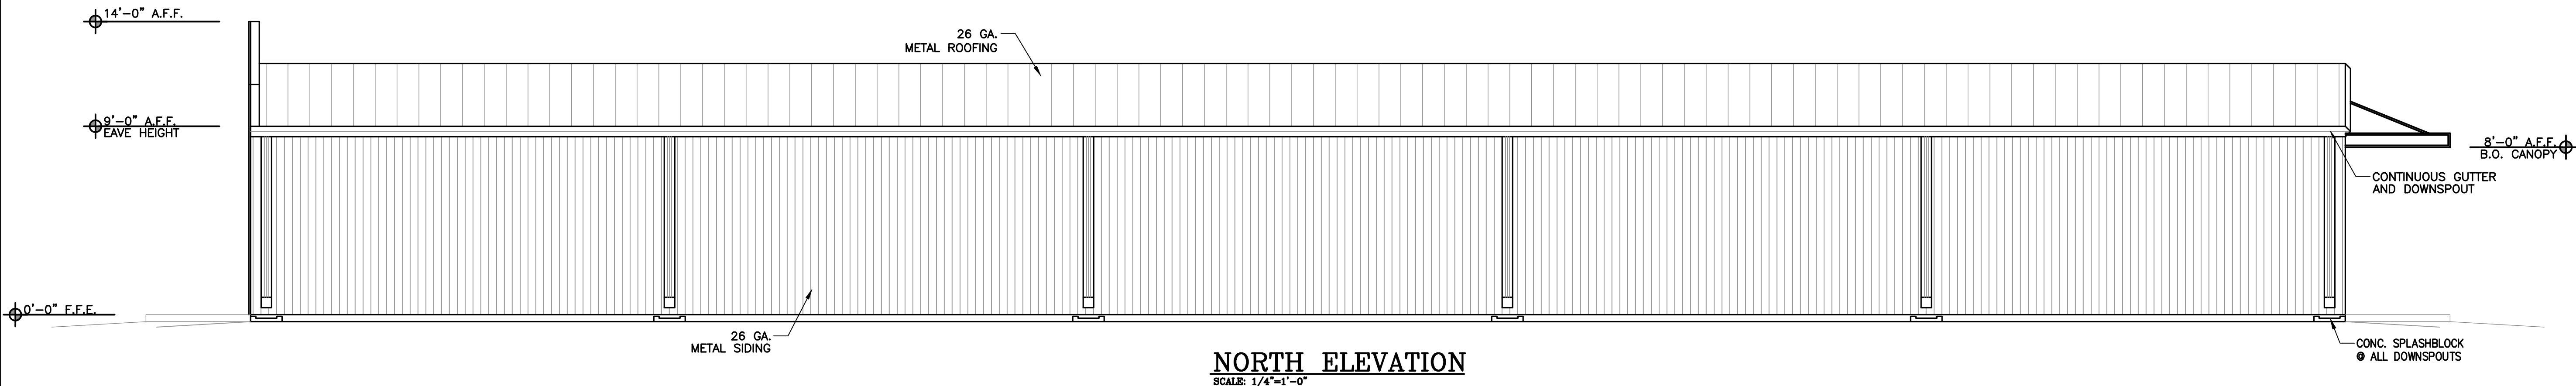 14'-0" A.F.F.
26 GA.
METAL ROOFING
9'-0" A.F.F.
EAVE HEIGHT
8'-0" A.F.F.
B.O. CANOPY
CONTINUOUS GUTTER
AND DOWNSPOUT
0'-0" F.F.E.
26 GA.
METAL SIDING
CONC. SPLASHBLOCK
@ ALL DOWNSPOUTS
NORTH ELEVATION
SCALE: 1/4"=1'-0"